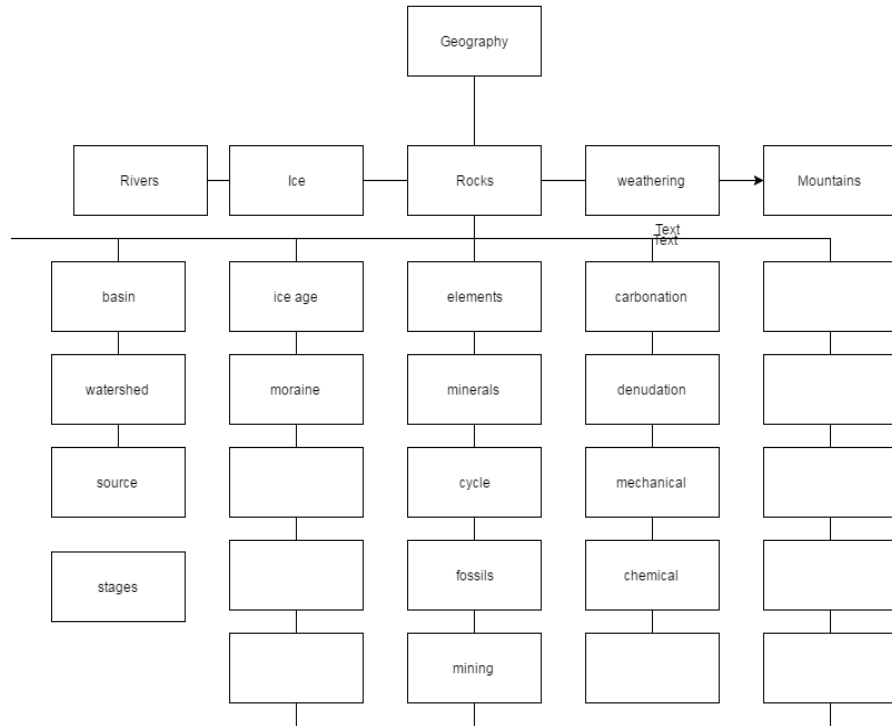 Geography
Rivers
Ice
Rocks
weathering
Mountains
Text
Text
basin
ice age
elements
carbonation
watershed
moraine
minerals
denudation
source
cycle
mechanical
stages
fossils
chemical
mining